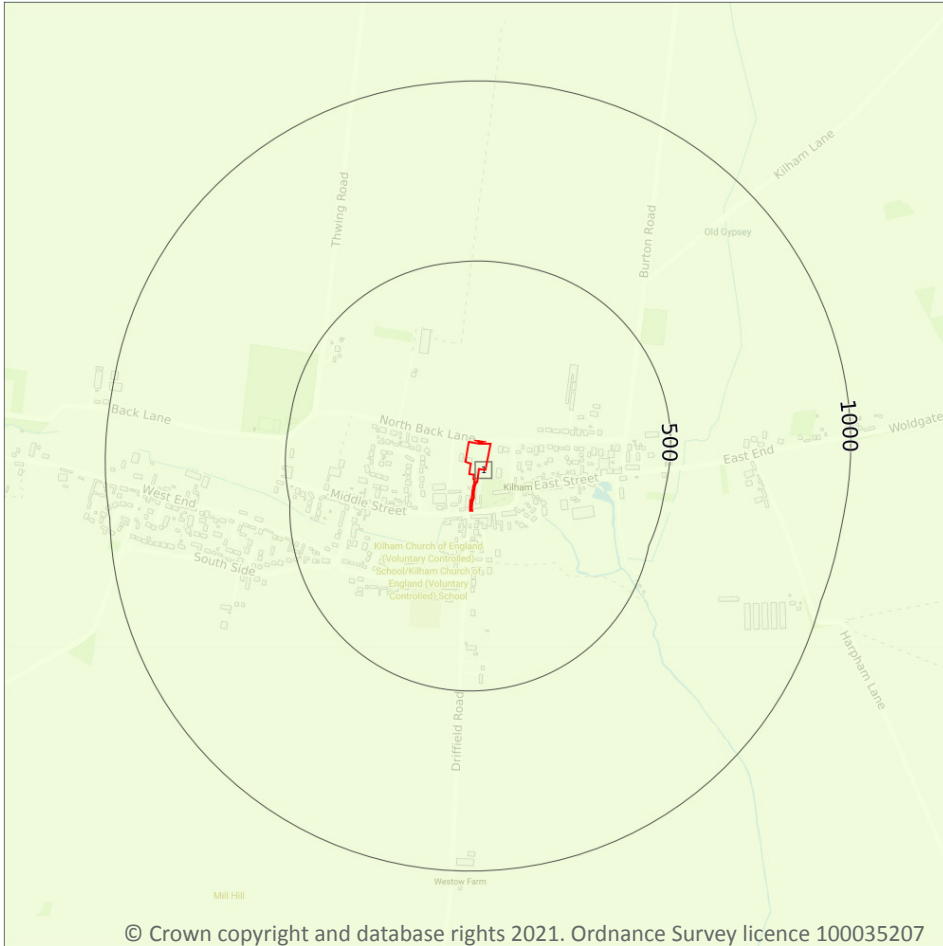 Thwing Road
Kilham Lane
Burton Road
Old Gypsey
Back Lane
1000
Woldgate
North Back Lane
500
East End
1
Kilham
East Street
West End
Middle Street
South Side
Kilham Church of England
(Voluntary Controlled)
School/Kilham Church of
England (Voluntary
Controlled) School
Harpham Lane
Driffield Road
Westow Farm
Mill Hill
© Crown copyright and database rights 2021. Ordnance Survey licence 100035207